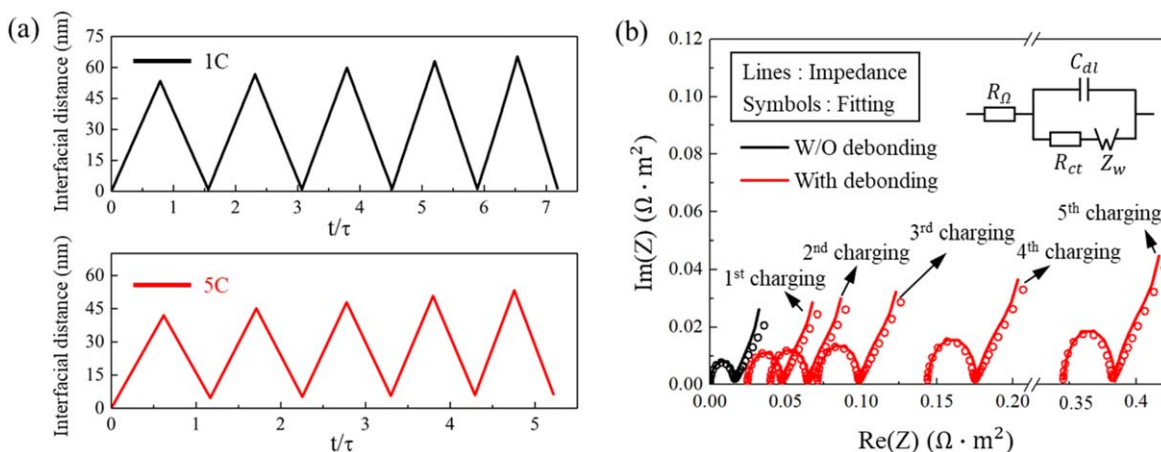 (a)
75
60
45
30
15
0
Interfacial distance (nm)
1C
0 1 2 3 4 5 6 7
t/τ
60
45
30
15
0
Interfacial distance (nm)
5C
0 1 2 3 4 5
t/τ
(b)
0.12
0.10
0.08
0.06
0.04
0.02
0.00
Im(Z) (Ω · m²)
Lines : Impedance
Symbols : Fitting
W/O debonding
With debonding
C_dl
R_Ω
R_ct Z_w
1st charging
2nd charging
3rd charging
4th charging
5th charging
0.00 0.05 0.10 0.15 0.20 0.35 0.4
Re(Z) (Ω · m²)